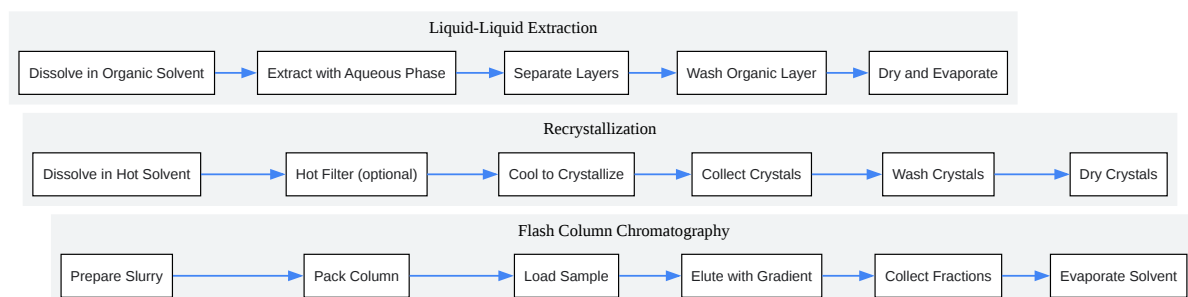 Liquid-Liquid Extraction
Dissolve in Organic Solvent
Extract with Aqueous Phase
Separate Layers
Wash Organic Layer
Dry and Evaporate
Recrystallization
Dissolve in Hot Solvent
Hot Filter (optional)
Cool to Crystallize
Collect Crystals
Wash Crystals
Dry Crystals
Flash Column Chromatography
Prepare Slurry
Pack Column
Load Sample
Elute with Gradient
Collect Fractions
Evaporate Solvent